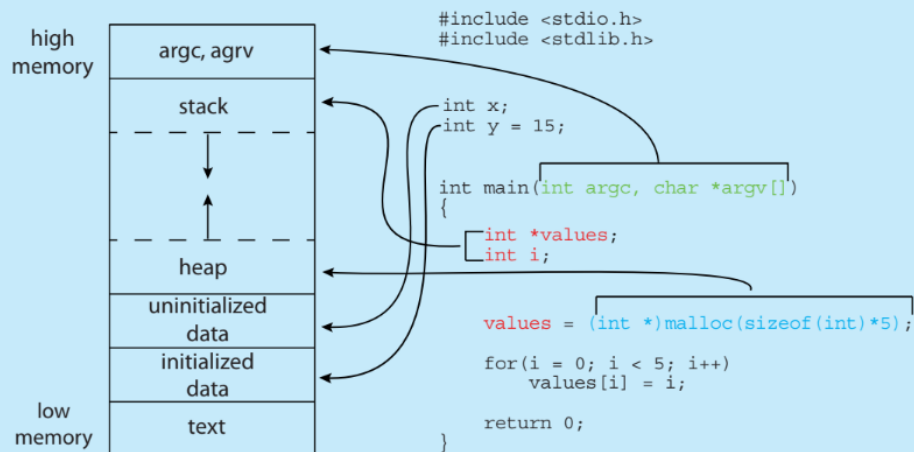 high
memory
argc, agrv
stack
heap
uninitialized
data
initialized
data
low
memory
text
#include <stdio.h>
#include <stdlib.h>
int x;
int y = 15;
int main(int argc, char *argv[])
{
int *values;
int i;
values = (int *)malloc(sizeof(int)*5);
for(i = 0; i < 5; i++)
values[i] = i;
return 0;
}